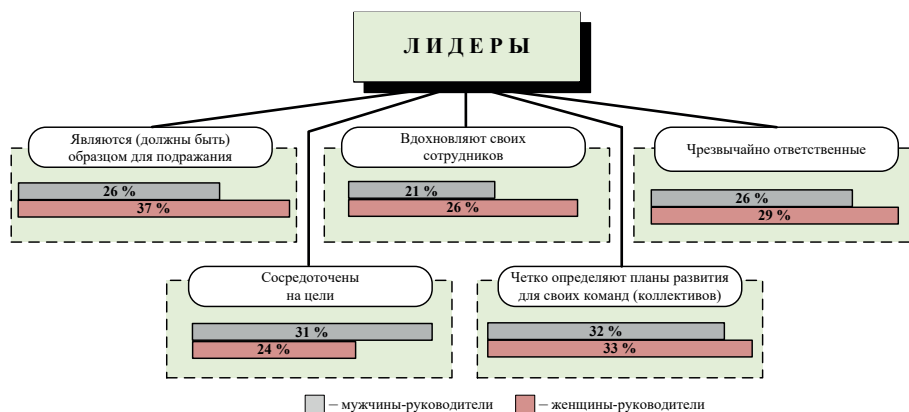 ЛИДЕРЫ
Являются (должны быть)
образцом для подражания
26 %
37 %
Вдохновляют своих
сотрудников
21 %
26 %
Чрезвычайно ответственные
26 %
29 %
Сосредоточены
на цели
31 %
24 %
Четко определяют планы развития
для своих команд (коллективов)
32 %
33 %
– мужчины-руководители
– женщины-руководители